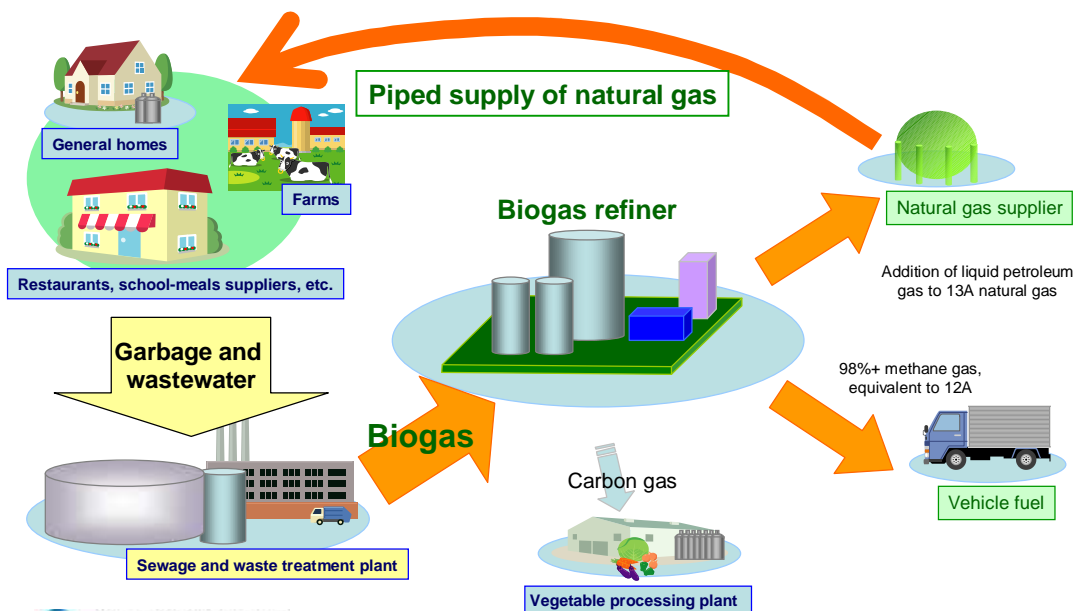 Piped supply of natural gas
General homes
Farms
Restaurants, school-meals suppliers, etc.
Natural gas supplier
Biogas refiner
Addition of liquid petroleum
gas to 13A natural gas
Garbage and
wastewater
98%+ methane gas,
equivalent to 12A
Biogas
Carbon gas
Vehicle fuel
Sewage and waste treatment plant
Vegetable processing plant